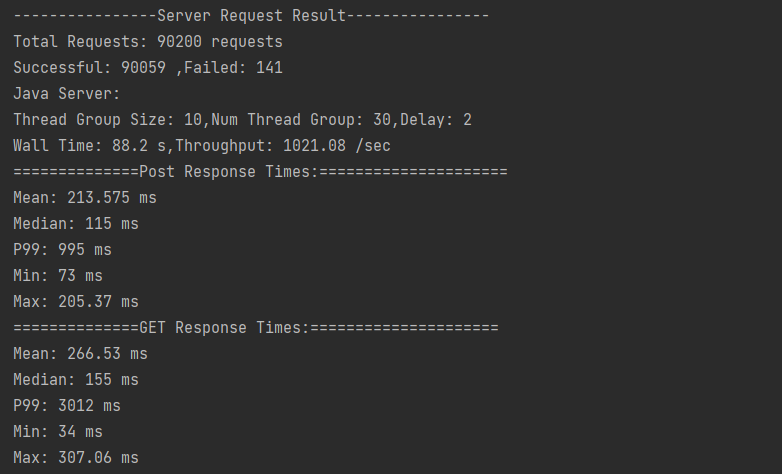 ----------------Server Request Result----------------
Total Requests: 90200 requests
Successful: 90059 ,Failed: 141
Java Server:
Thread Group Size: 10,Num Thread Group: 30,Delay: 2
Wall Time: 88.2 s,Throughput: 1021.08 /sec
==============Post Response Times:=====================
Mean: 213.575 ms
Median: 115 ms
P99: 995 ms
Min: 73 ms
Max: 205.37 ms
==============GET Response Times:=====================
Mean: 266.53 ms
Median: 155 ms
P99: 3012 ms
Min: 34 ms
Max: 307.06 ms